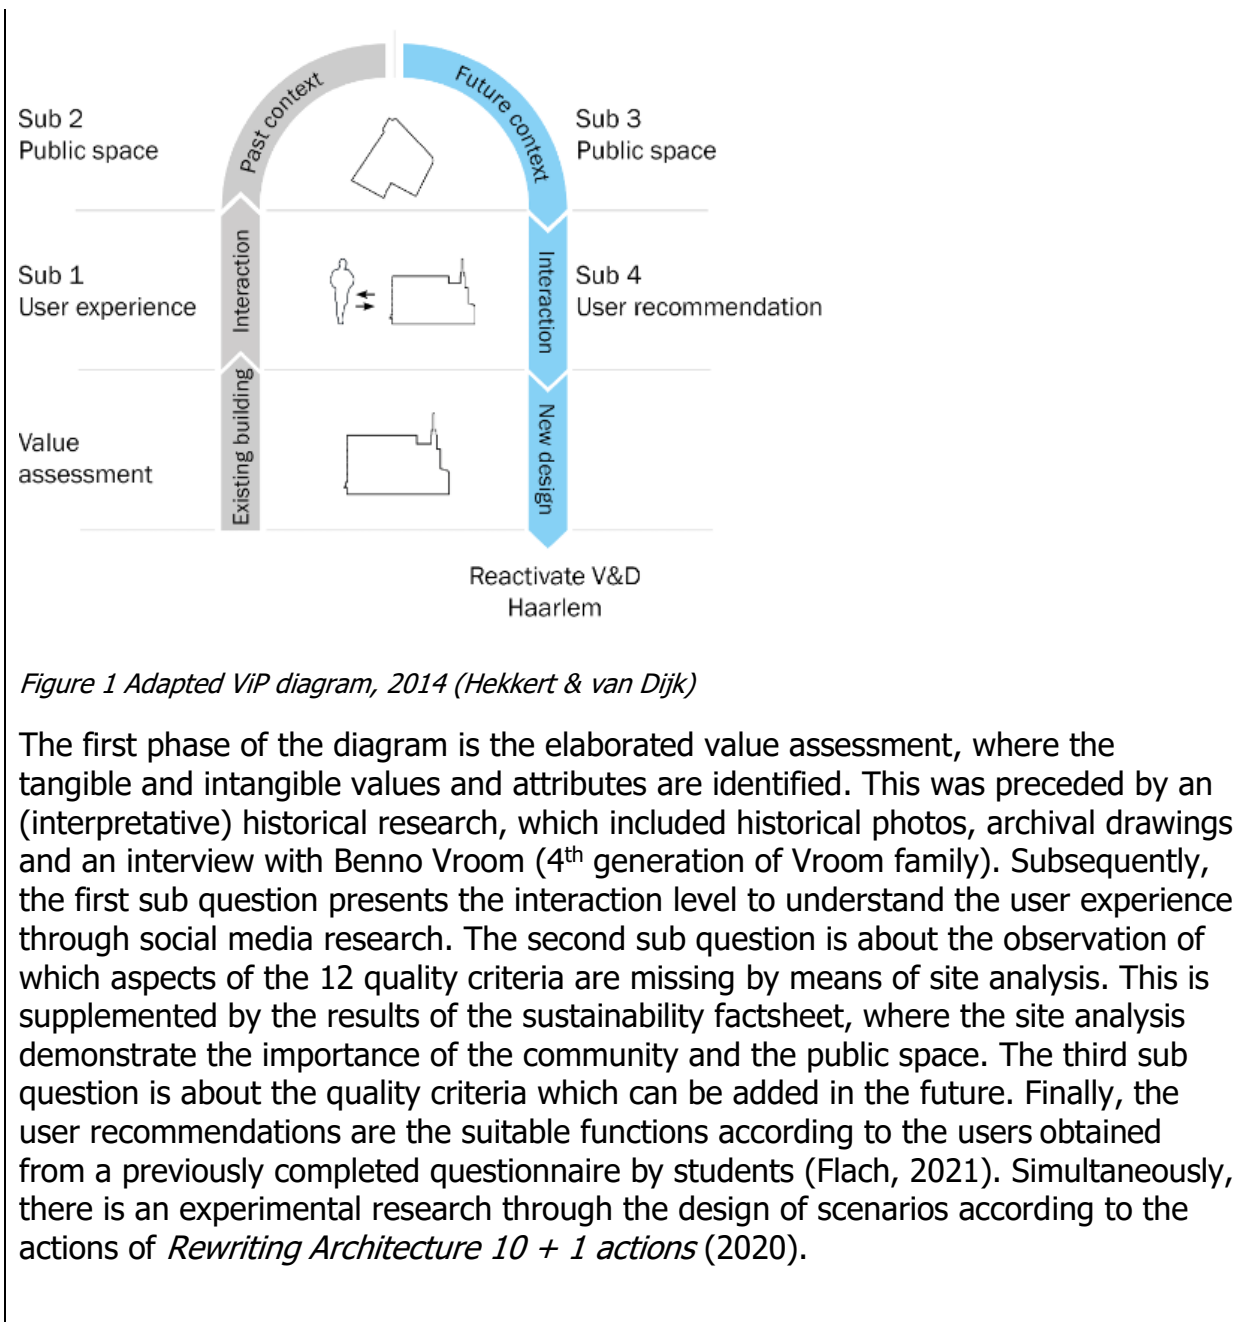 Past context
Future context
Sub 2
Public space
Sub 3
Public space
Interaction
Interaction
Sub 1
User experience
Sub 4
User recommendation
Existing building
New design
Value
assessment
Reactivate V&D
Haarlem
Figure 1 Adapted ViP diagram, 2014 (Hekkert & van Dijk)
The first phase of the diagram is the elaborated value assessment, where the
tangible and intangible values and attributes are identified. This was preceded by an
(interpretative) historical research, which included historical photos, archival drawings
and an interview with Benno Vroom (4th generation of Vroom family). Subsequently,
the first sub question presents the interaction level to understand the user experience
through social media research. The second sub question is about the observation of
which aspects of the 12 quality criteria are missing by means of site analysis. This is
supplemented by the results of the sustainability factsheet, where the site analysis
demonstrate the importance of the community and the public space. The third sub
question is about the quality criteria which can be added in the future. Finally, the
user recommendations are the suitable functions according to the users obtained
from a previously completed questionnaire by students (Flach, 2021). Simultaneously,
there is an experimental research through the design of scenarios according to the
actions of Rewriting Architecture 10 + 1 actions (2020).